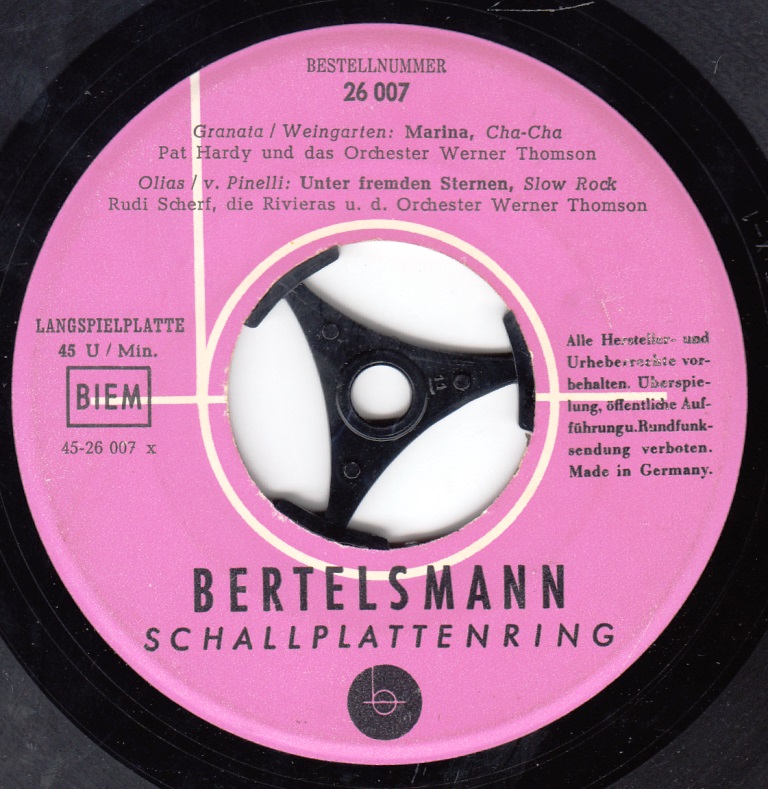 BESTELLNUMMER
26 007
Granata / Weingarten: Marina, Cha-Cha
Pat Hardy und das Orchester Werner Thomson
Olias / v. Pinelli: Unter fremden Sternen, Slow Rock
Rudi Scherf, die Rivieras u. d. Orchester Werner Thomson
LANGSPIELPLATTE
45 U / Min.
BIEM
45-26 007 x
Alle Hersteller- und
Urheberrechte vor-
behalten. Überspie-
lung, öffentliche Auf-
führungu.Rundfunk-
sendung verboten.
Made in Germany.
BERTELSMANN
SCHALLPLATTENRING